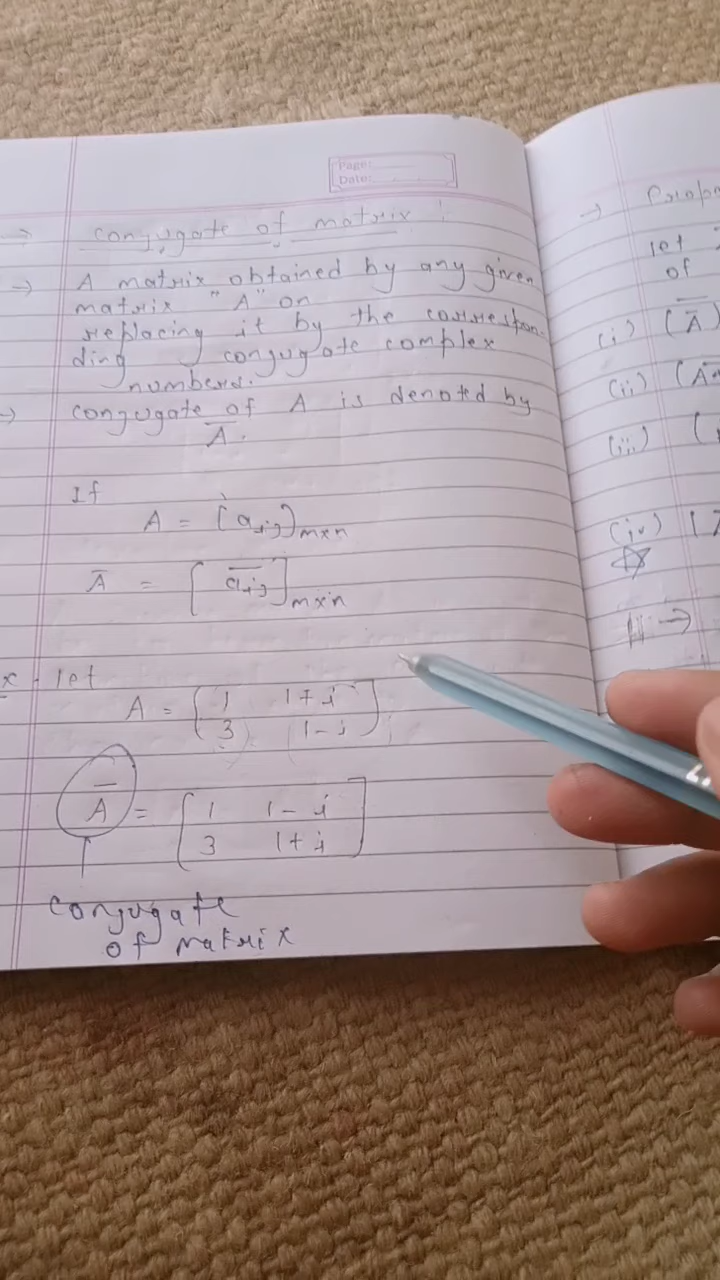 Page:
Date:
→ conjugate of matrix :
→ A matrix obtained by any given
matrix "A" on
replacing it by the correspon-
ding conjugate complex
numbers.
→ conjugate of A is denoted by
A̅.
If
A = [aij]m×n
A̅ = [a̅i̅j̅]m×n
x. let
A = [1 1+i
3 1-i]
A̅ = [1 1-i
3 1+i]
conjugate
of matrix
→ Prope
let
of
(i) (A̅)
(ii) (
(iii) (
(iv) (